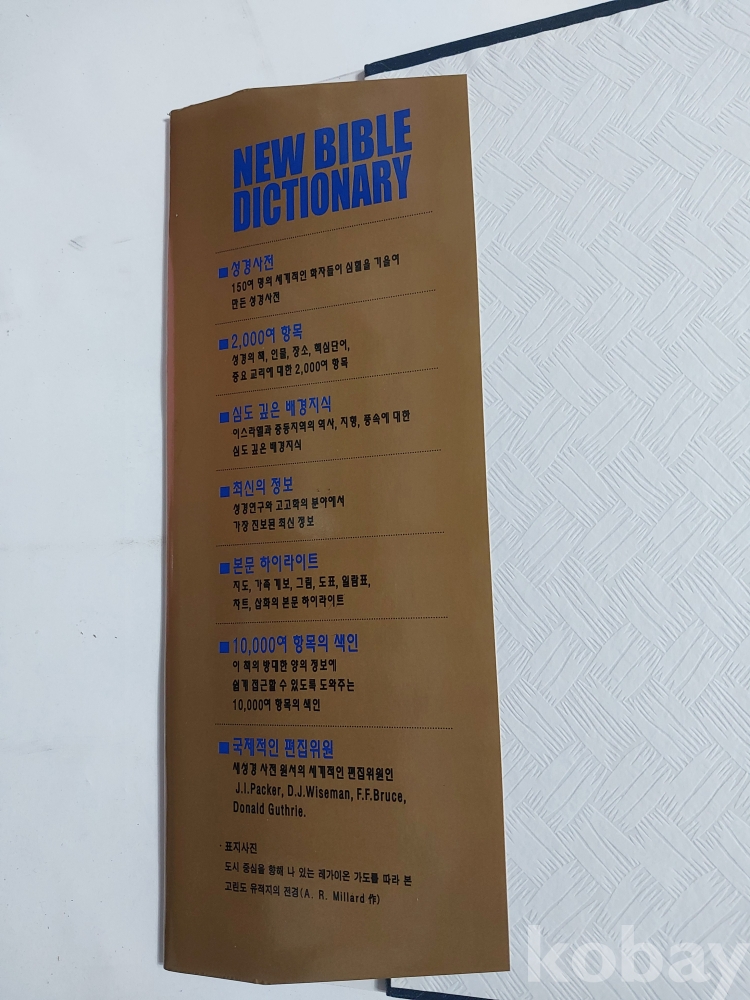 NEW BIBLE
DICTIONARY
■ 성경사전
150여 명의 세계적인 학자들이 심혈을 기울여
만든 성경사전
■ 2,000여 항목
성경의 책, 인물, 장소, 핵심단어,
중요 교리에 대한 2,000여 항목
■ 심도 깊은 배경지식
이스라엘과 중동지역의 역사, 지형, 풍속에 대한
심도 깊은 배경지식
■ 최신의 정보
성경연구와 고고학의 분야에서
가장 진보된 최신 정보
■ 본문 하이라이트
지도, 가족 계보, 그림, 도표, 일람표,
차트, 삽화의 본문 하이라이트
■ 10,000여 항목의 색인
이 책의 방대한 양의 정보에
쉽게 접근할 수 있도록 도와주는
10,000여 항목의 색인
■ 국제적인 편집위원
새성경 사전 원서의 세계적인 편집위원인
J.I.Packer, D.J.Wiseman, F.F.Bruce,
Donald Guthrie.
· 표지사진
도시 중심을 향해 나 있는 레가이온 가도를 따라 본
고린도 유적지의 전경(A. R. Millard 作)
kobay